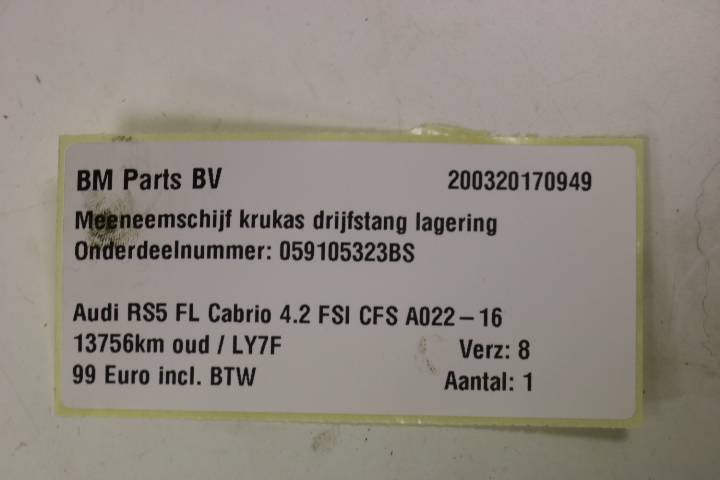 BM Parts BV 200320170949
Meeneemschijf krukas drijfstang lagering
Onderdeelnummer: 059105323BS
Audi RS5 FL Cabrio 4.2 FSI CFS A022-16
13756km oud / LY7F Verz: 8
99 Euro incl. BTW Aantal: 1